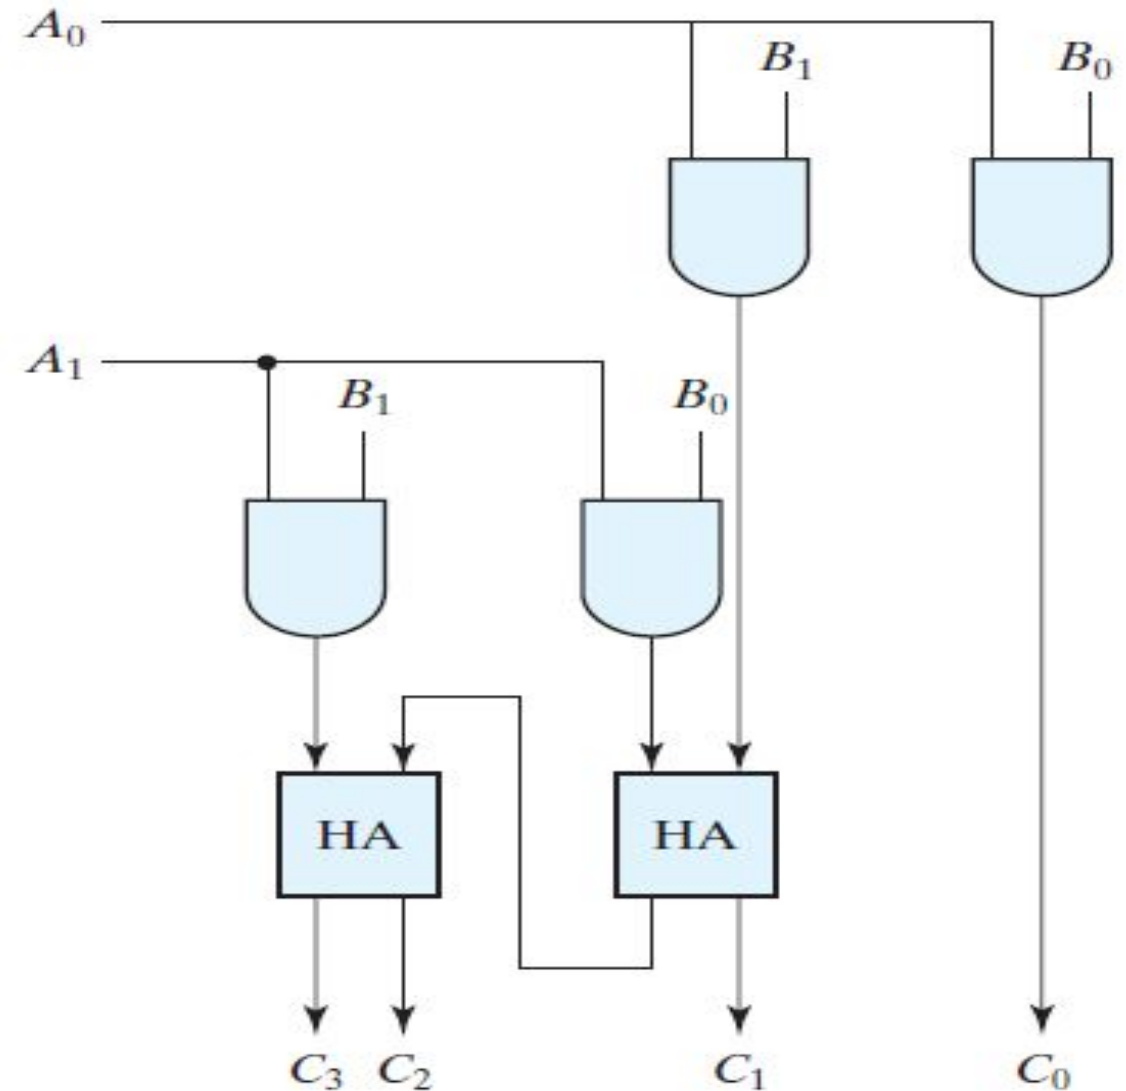 A₀
B₁ B₀
A₁
B₁ B₀
HA HA
C₃ C₂ C₁ C₀